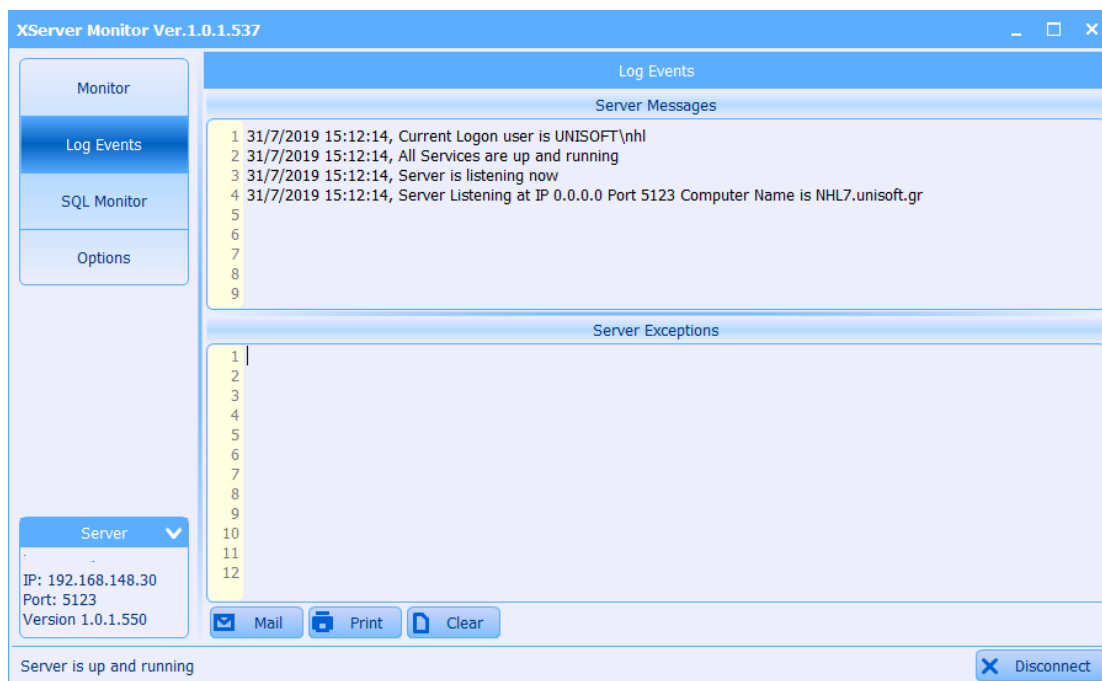 XServer Monitor Ver.1.0.1.537
Monitor
Log Events
SQL Monitor
Options
Log Events
Server Messages
1 31/7/2019 15:12:14, Current Logon user is UNISOFT\nhl
2 31/7/2019 15:12:14, All Services are up and running
3 31/7/2019 15:12:14, Server is listening now
4 31/7/2019 15:12:14, Server Listening at IP 0.0.0.0 Port 5123 Computer Name is NHL7.unisoft.gr
5
6
7
8
9
Server Exceptions
1
2
3
4
5
6
7
8
9
10
11
12
Server
IP: 192.168.148.30
Port: 5123
Version 1.0.1.550
Mail Print Clear
Server is up and running
Disconnect